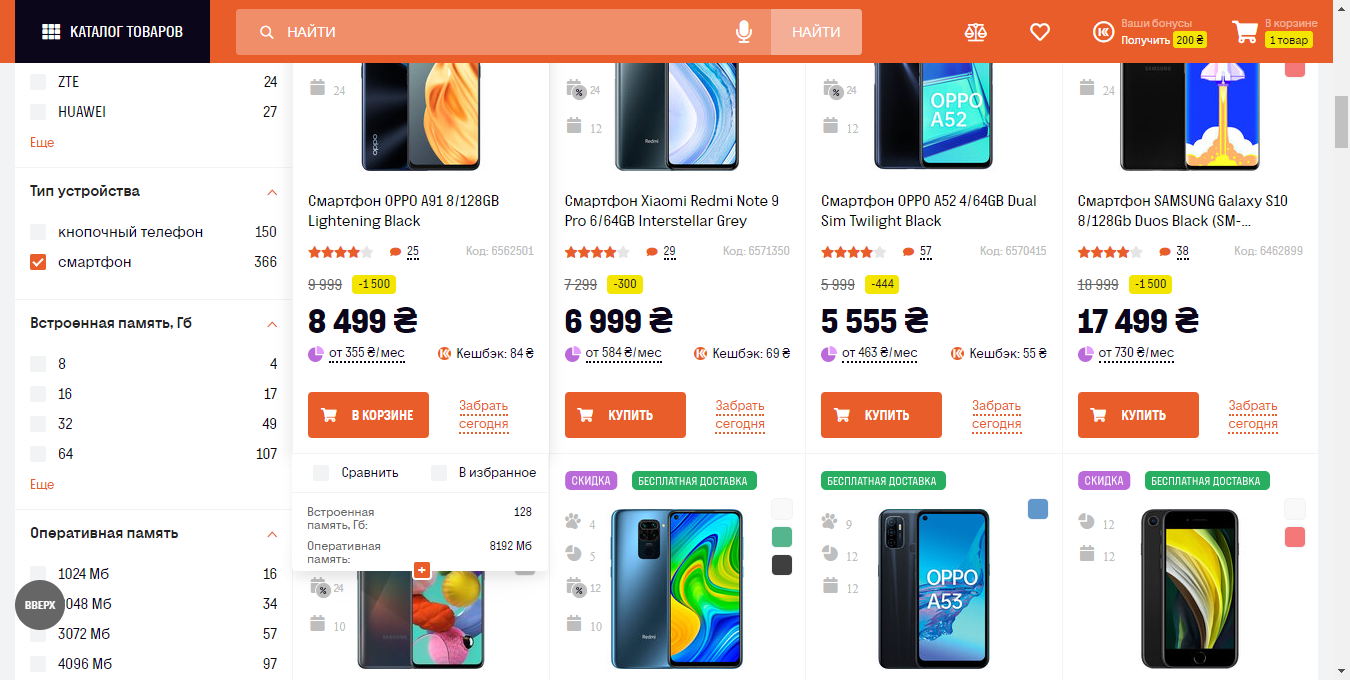 КАТАЛОГ ТОВАРОВ
НАЙТИ
НАЙТИ
Ваши бонусы
Получить 200 ₴
В корзине
1 товар
ZTE 24
HUAWEI 27
Еще
Тип устройства
кнопочный телефон 150
смартфон 366
Встроенная память, Гб
8 4
16 17
32 49
64 107
Еще
Оперативная память
1024 Мб 16
048 Мб 34
3072 Мб 57
4096 Мб 97
ВВЕРХ
24
oppo
Смартфон OPPO A91 8/128GB
Lightening Black
25
Код: 6562501
9 999 -1 500
8 499 ₴
от 355 ₴/мес
Кешбэк: 84 ₴
В КОРЗИНЕ
Забрать
сегодня
Сравнить
В избранное
Встроенная
память, Гб:
128
Оперативная
память:
8192 Мб
% 24
10
SAMSUNG
% 24
12
Redmi
Смартфон Xiaomi Redmi Note 9
Pro 6/64GB Interstellar Grey
29
Код: 6571350
7 299 -300
6 999 ₴
от 584 ₴/мес
Кешбэк: 69 ₴
КУПИТЬ
Забрать
сегодня
СКИДКА
БЕСПЛАТНАЯ ДОСТАВКА
4
5
% 12
10
Redmi
% 24
12
OPPO
A52
Смартфон OPPO A52 4/64GB Dual
Sim Twilight Black
57
Код: 6570415
5 999 -444
5 555 ₴
от 463 ₴/мес
Кешбэк: 55 ₴
КУПИТЬ
Забрать
сегодня
БЕСПЛАТНАЯ ДОСТАВКА
9
12
12
OPPO
A53
24
SAMSUNG
Смартфон SAMSUNG Galaxy S10
8/128Gb Duos Black (SM-...
38
Код: 6462899
18 999 -1 500
17 499 ₴
от 730 ₴/мес
КУПИТЬ
Забрать
сегодня
СКИДКА
БЕСПЛАТНАЯ ДОСТАВКА
12
12